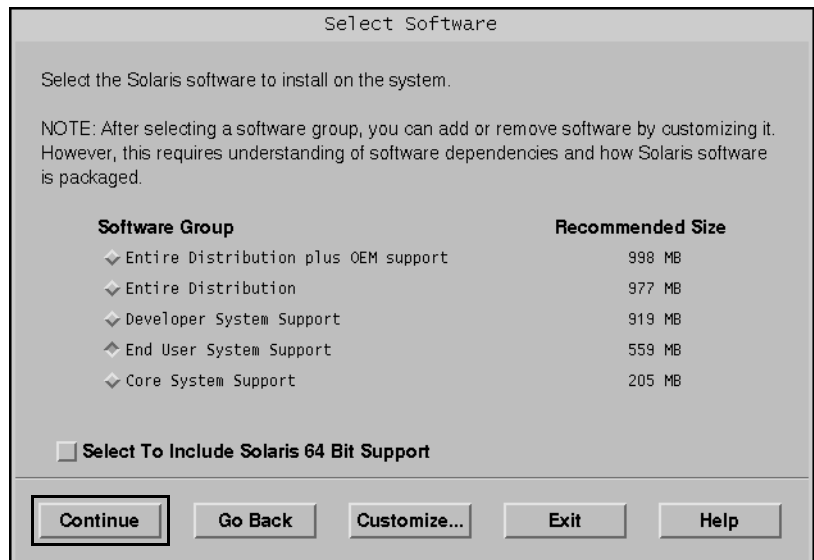 Select Software
Select the Solaris software to install on the system.
NOTE: After selecting a software group, you can add or remove software by customizing it.
However, this requires understanding of software dependencies and how Solaris software
is packaged.
Software Group Recommended Size
Entire Distribution plus OEM support 998 MB
Entire Distribution 977 MB
Developer System Support 919 MB
End User System Support 559 MB
Core System Support 205 MB
Select To Include Solaris 64 Bit Support
Continue Go Back Customize... Exit Help